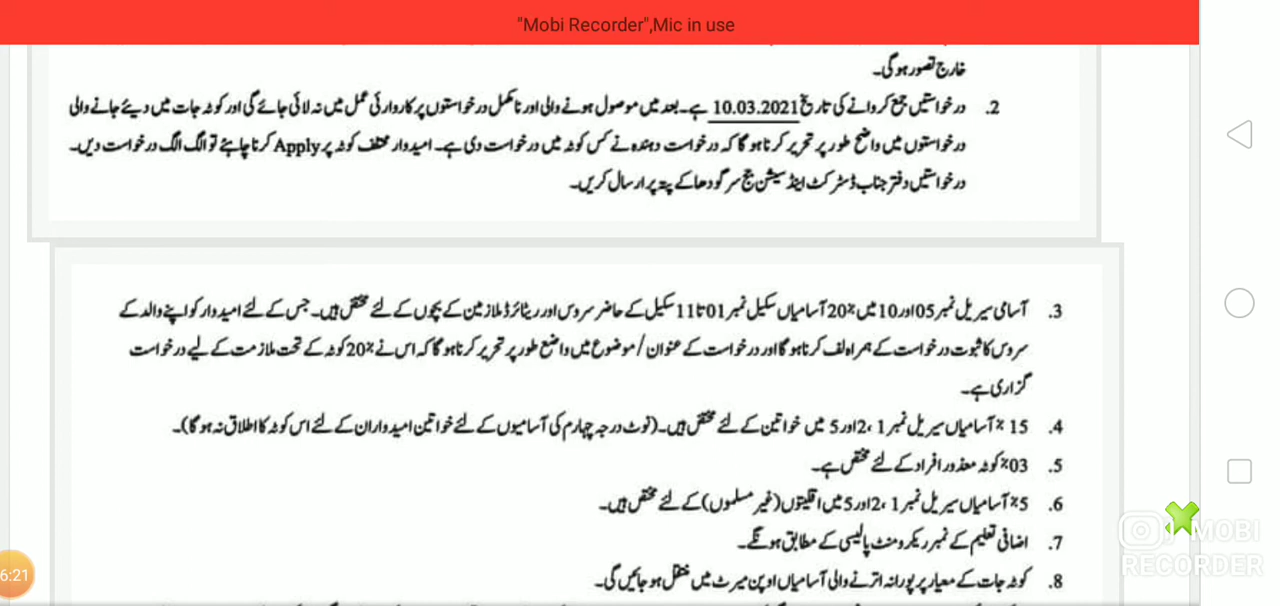 "Mobi Recorder",Mic in use
خارج تصور ہوگی۔
2. درخواستیں جمع کروانے کی تاریخ 10.03.2021 ہے۔ بعد میں موصول ہونے والی اور نامکمل درخواستوں پر کاروائی عمل میں نہ لائی جائے گی اور کوٹہ جات میں دیئے جانے والی
درخواستوں میں واضح طور پر تحریر کرنا ہوگا کہ درخواست دہندہ نے کس کوٹہ میں درخواست دی ہے۔ امیدوار مختلف کوٹہ پر Apply کرنا چاہئے تو الگ الگ درخواست دیں۔
درخواستیں دفتر جناب ڈسٹرکٹ اینڈ سیشن جج سرگودھا کے پتہ پر ارسال کریں۔
3. آسامی سیریل نمبر 05 اور 10 میں 20% آسامیاں سکیل نمبر 01 تا 11 سکیل کے حاضر سروس اور ریٹائرڈ ملازمین کے بچوں کے لئے مختص ہیں۔ جس کے لئے امیدوار کو اپنے والد کے
سروس کا ثبوت درخواست کے ہمراہ لف کرنا ہوگا اور درخواست کے عنوان / موضوع میں واضع طور پر تحریر کرنا ہوگا کہ اس نے 20% کوٹہ کے تحت ملازمت کے لیے درخواست
گزاری ہے۔
4. 15 % آسامیاں سیریل نمبر 1، 2 اور 5 میں خواتین کے لئے مختص ہیں۔ (نوٹ درجہ چہارم کی آسامیوں کے لئے خواتین امیدواران کے لئے اس کوٹہ کا اطلاق نہ ہوگا)۔
5. 03% کوٹہ معذور افراد کے لئے مختص ہے۔
6. 5% آسامیاں سیریل نمبر 1، 2 اور 5 میں اقلیتوں (غیر مسلموں) کے لئے مختص ہیں۔
7. اضافی تعلیم کے نمبر ریکرومنٹ پالیسی کے مطابق ہونگے۔
8. کوٹہ جات کے معیار پر پورا نہ اترنے والی آسامیاں اوپن میرٹ میں منتقل ہو جائیں گی۔
6:21
MOBI
RECORDER